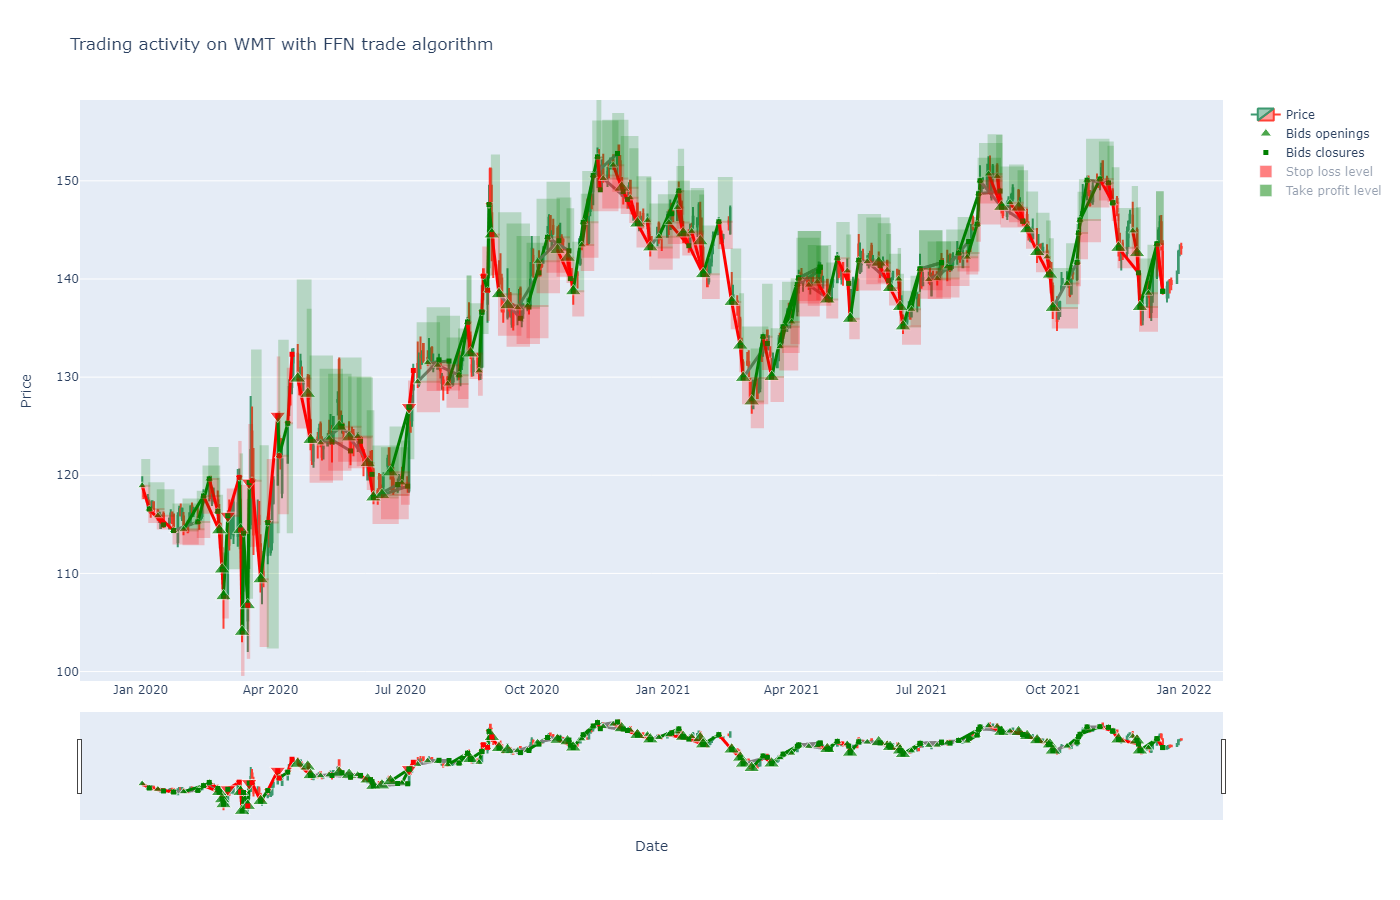 Trading activity on WMT with FFN trade algorithm
Price
Bids openings
Bids closures
Stop loss level
Take profit level
Price
150
140
130
120
110
100
Jan 2020
Apr 2020
Jul 2020
Oct 2020
Jan 2021
Apr 2021
Jul 2021
Oct 2021
Jan 2022
Date